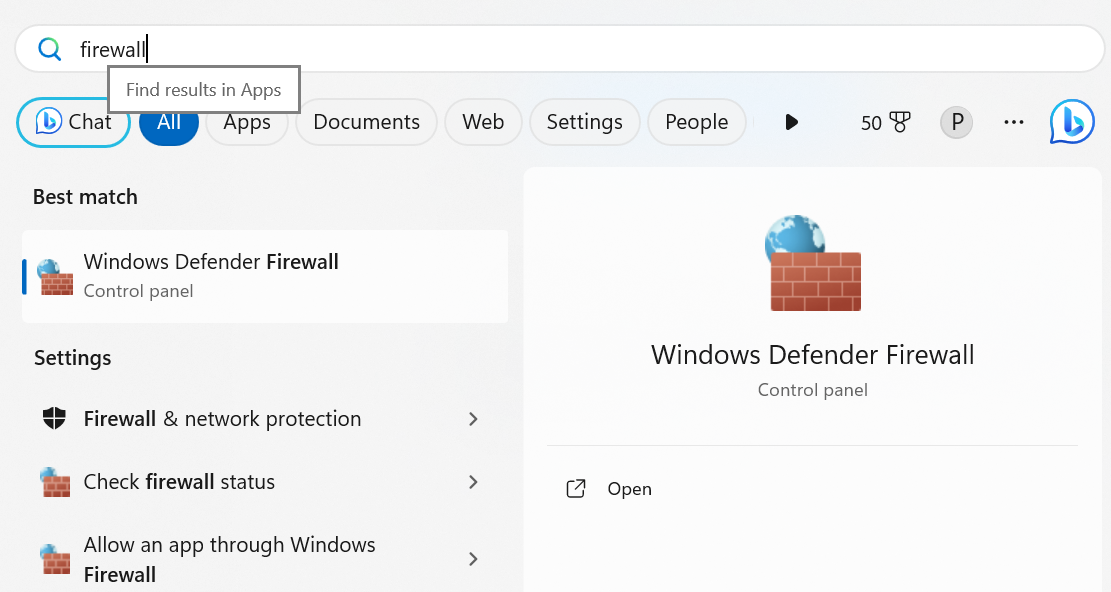 firewall
Find results in Apps
Chat
All
Apps
Documents
Web
Settings
People
50
P
Best match
Windows Defender Firewall
Control panel
Settings
Firewall & network protection
Check firewall status
Allow an app through Windows
Firewall
Windows Defender Firewall
Control panel
Open